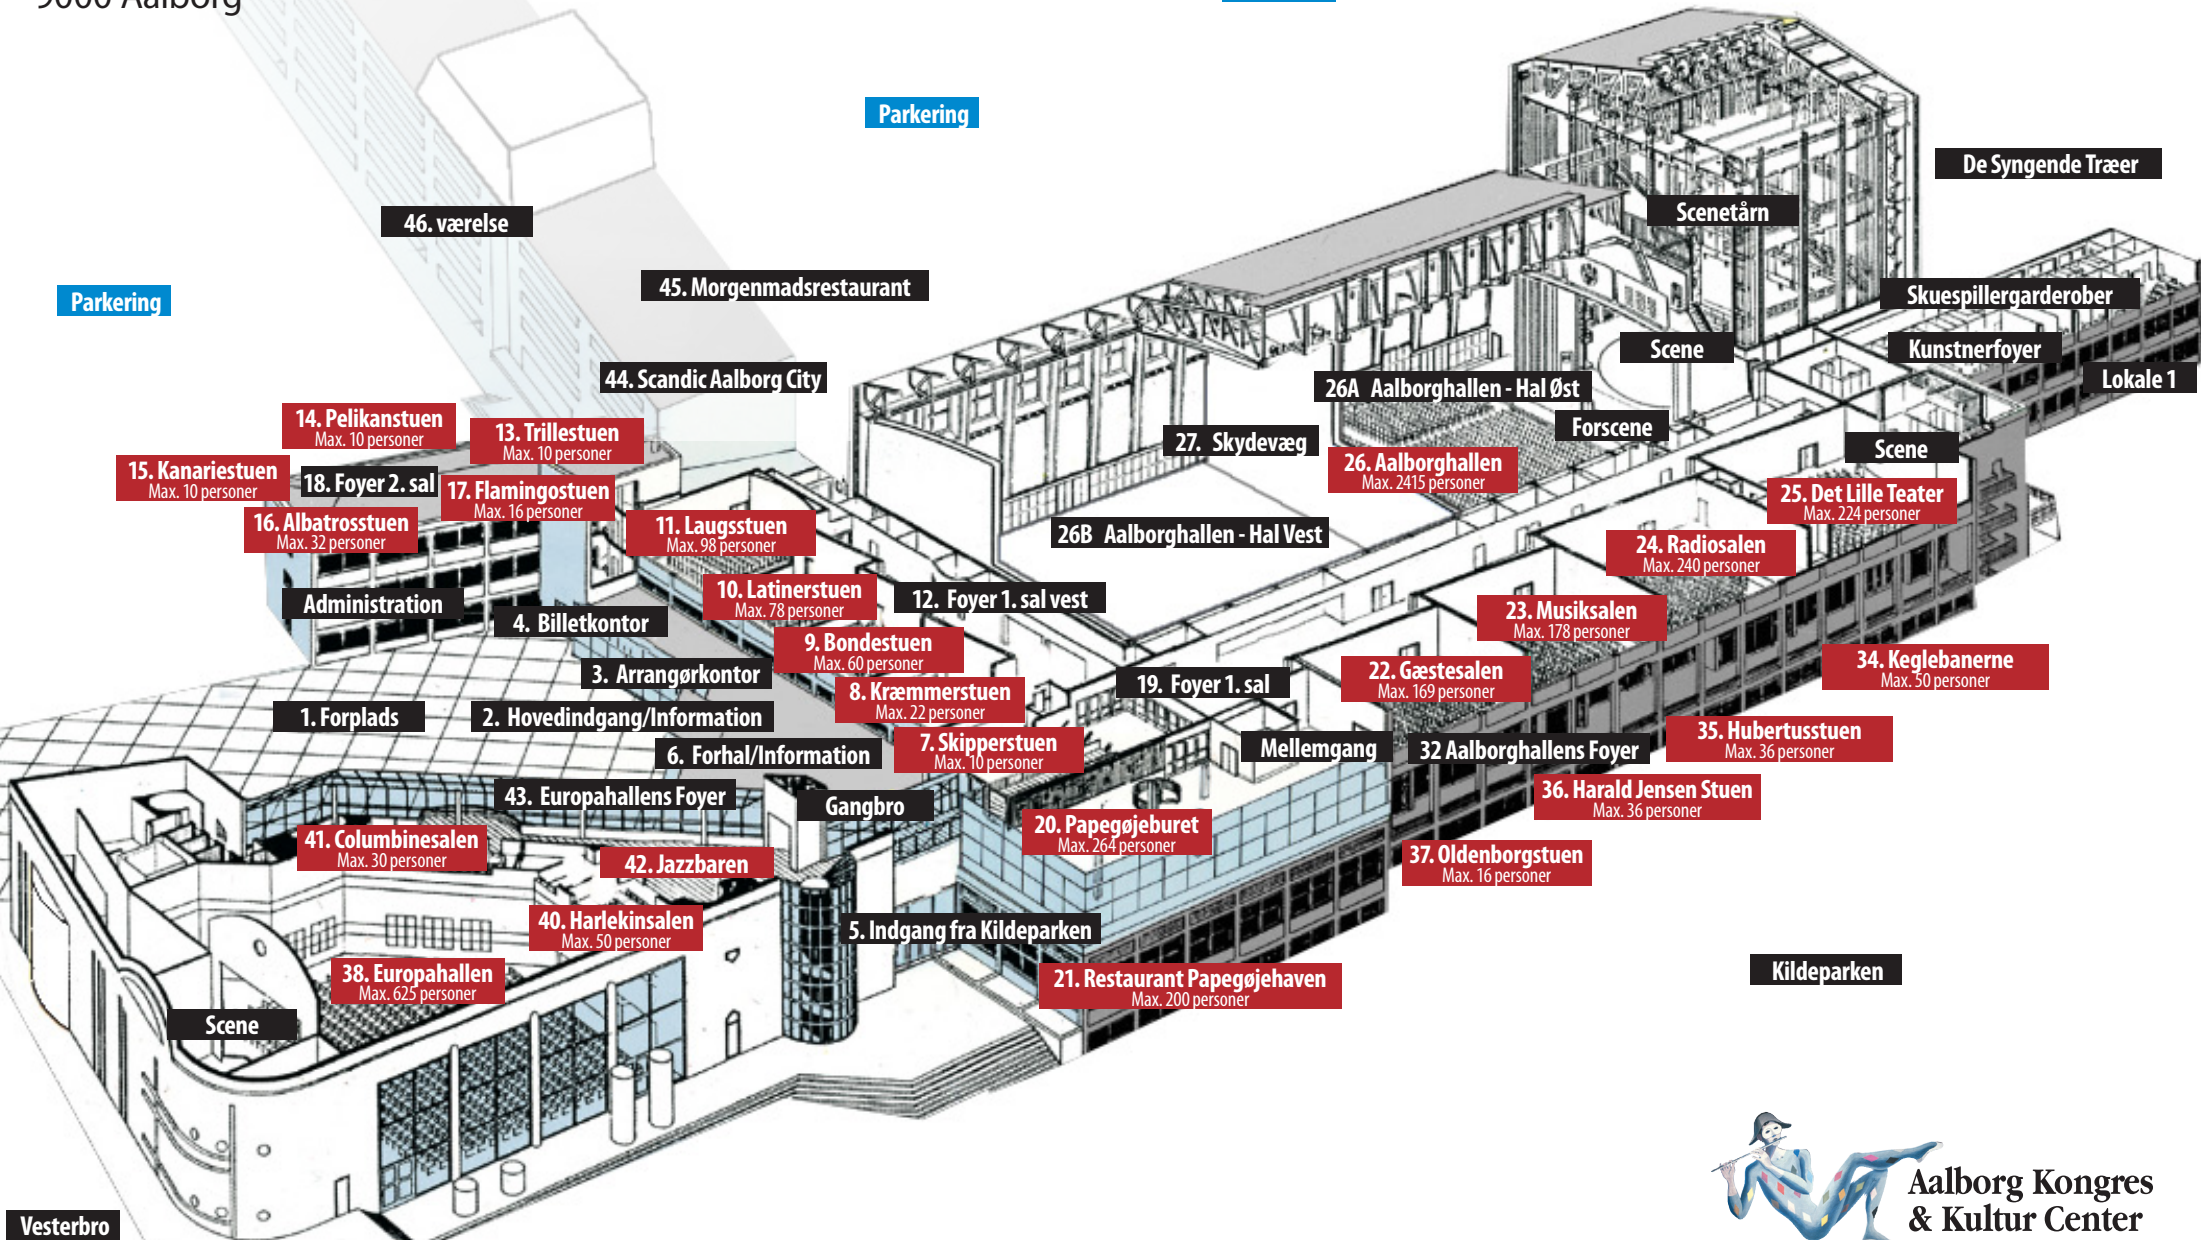 9000 Aalborg
Parkering
De Syngende Træer
Scenetårn
46. værelse
45. Morgenmadsrestaurant
Parkering
Skuespillergarderober
Scene
Kunstnerfoyer
Lokale 1
44. Scandic Aalborg City
26A Aalborghallen - Hal Øst
14. Pelikanstuen
Max. 10 personer
13. Trillestuen
Max. 10 personer
27. Skydevæg
Forscene
Scene
15. Kanariestuen
Max. 10 personer
18. Foyer 2. sal
17. Flamingostuen
Max. 16 personer
26. Aalborghallen
Max. 2415 personer
25. Det Lille Teater
Max. 224 personer
16. Albatrosstuen
Max. 32 personer
11. Laugsstuen
Max. 98 personer
26B Aalborghallen - Hal Vest
24. Radiosalen
Max. 240 personer
Administration
10. Latinerstuen
Max. 78 personer
12. Foyer 1. sal vest
23. Musiksalen
Max. 178 personer
4. Billetkontor
9. Bondestuen
Max. 60 personer
3. Arrangørkontor
8. Kræmmerstuen
Max. 22 personer
19. Foyer 1. sal
22. Gæstesalen
Max. 169 personer
34. Keglebanerne
Max. 50 personer
1. Forplads
2. Hovedindgang/Information
6. Forhal/Information
7. Skipperstuen
Max. 10 personer
Mellemgang
32 Aalborghallens Foyer
35. Hubertusstuen
Max. 36 personer
43. Europahallens Foyer
Gangbro
36. Harald Jensen Stuen
Max. 36 personer
41. Columbinesalen
Max. 30 personer
42. Jazzbaren
20. Papegøjeburet
Max. 264 personer
37. Oldenborgstuen
Max. 16 personer
40. Harlekinsalen
Max. 50 personer
5. Indgang fra Kildeparken
38. Europahallen
Max. 625 personer
21. Restaurant Papegøjehaven
Max. 200 personer
Kildeparken
Scene
Vesterbro
Aalborg Kongres
& Kultur Center